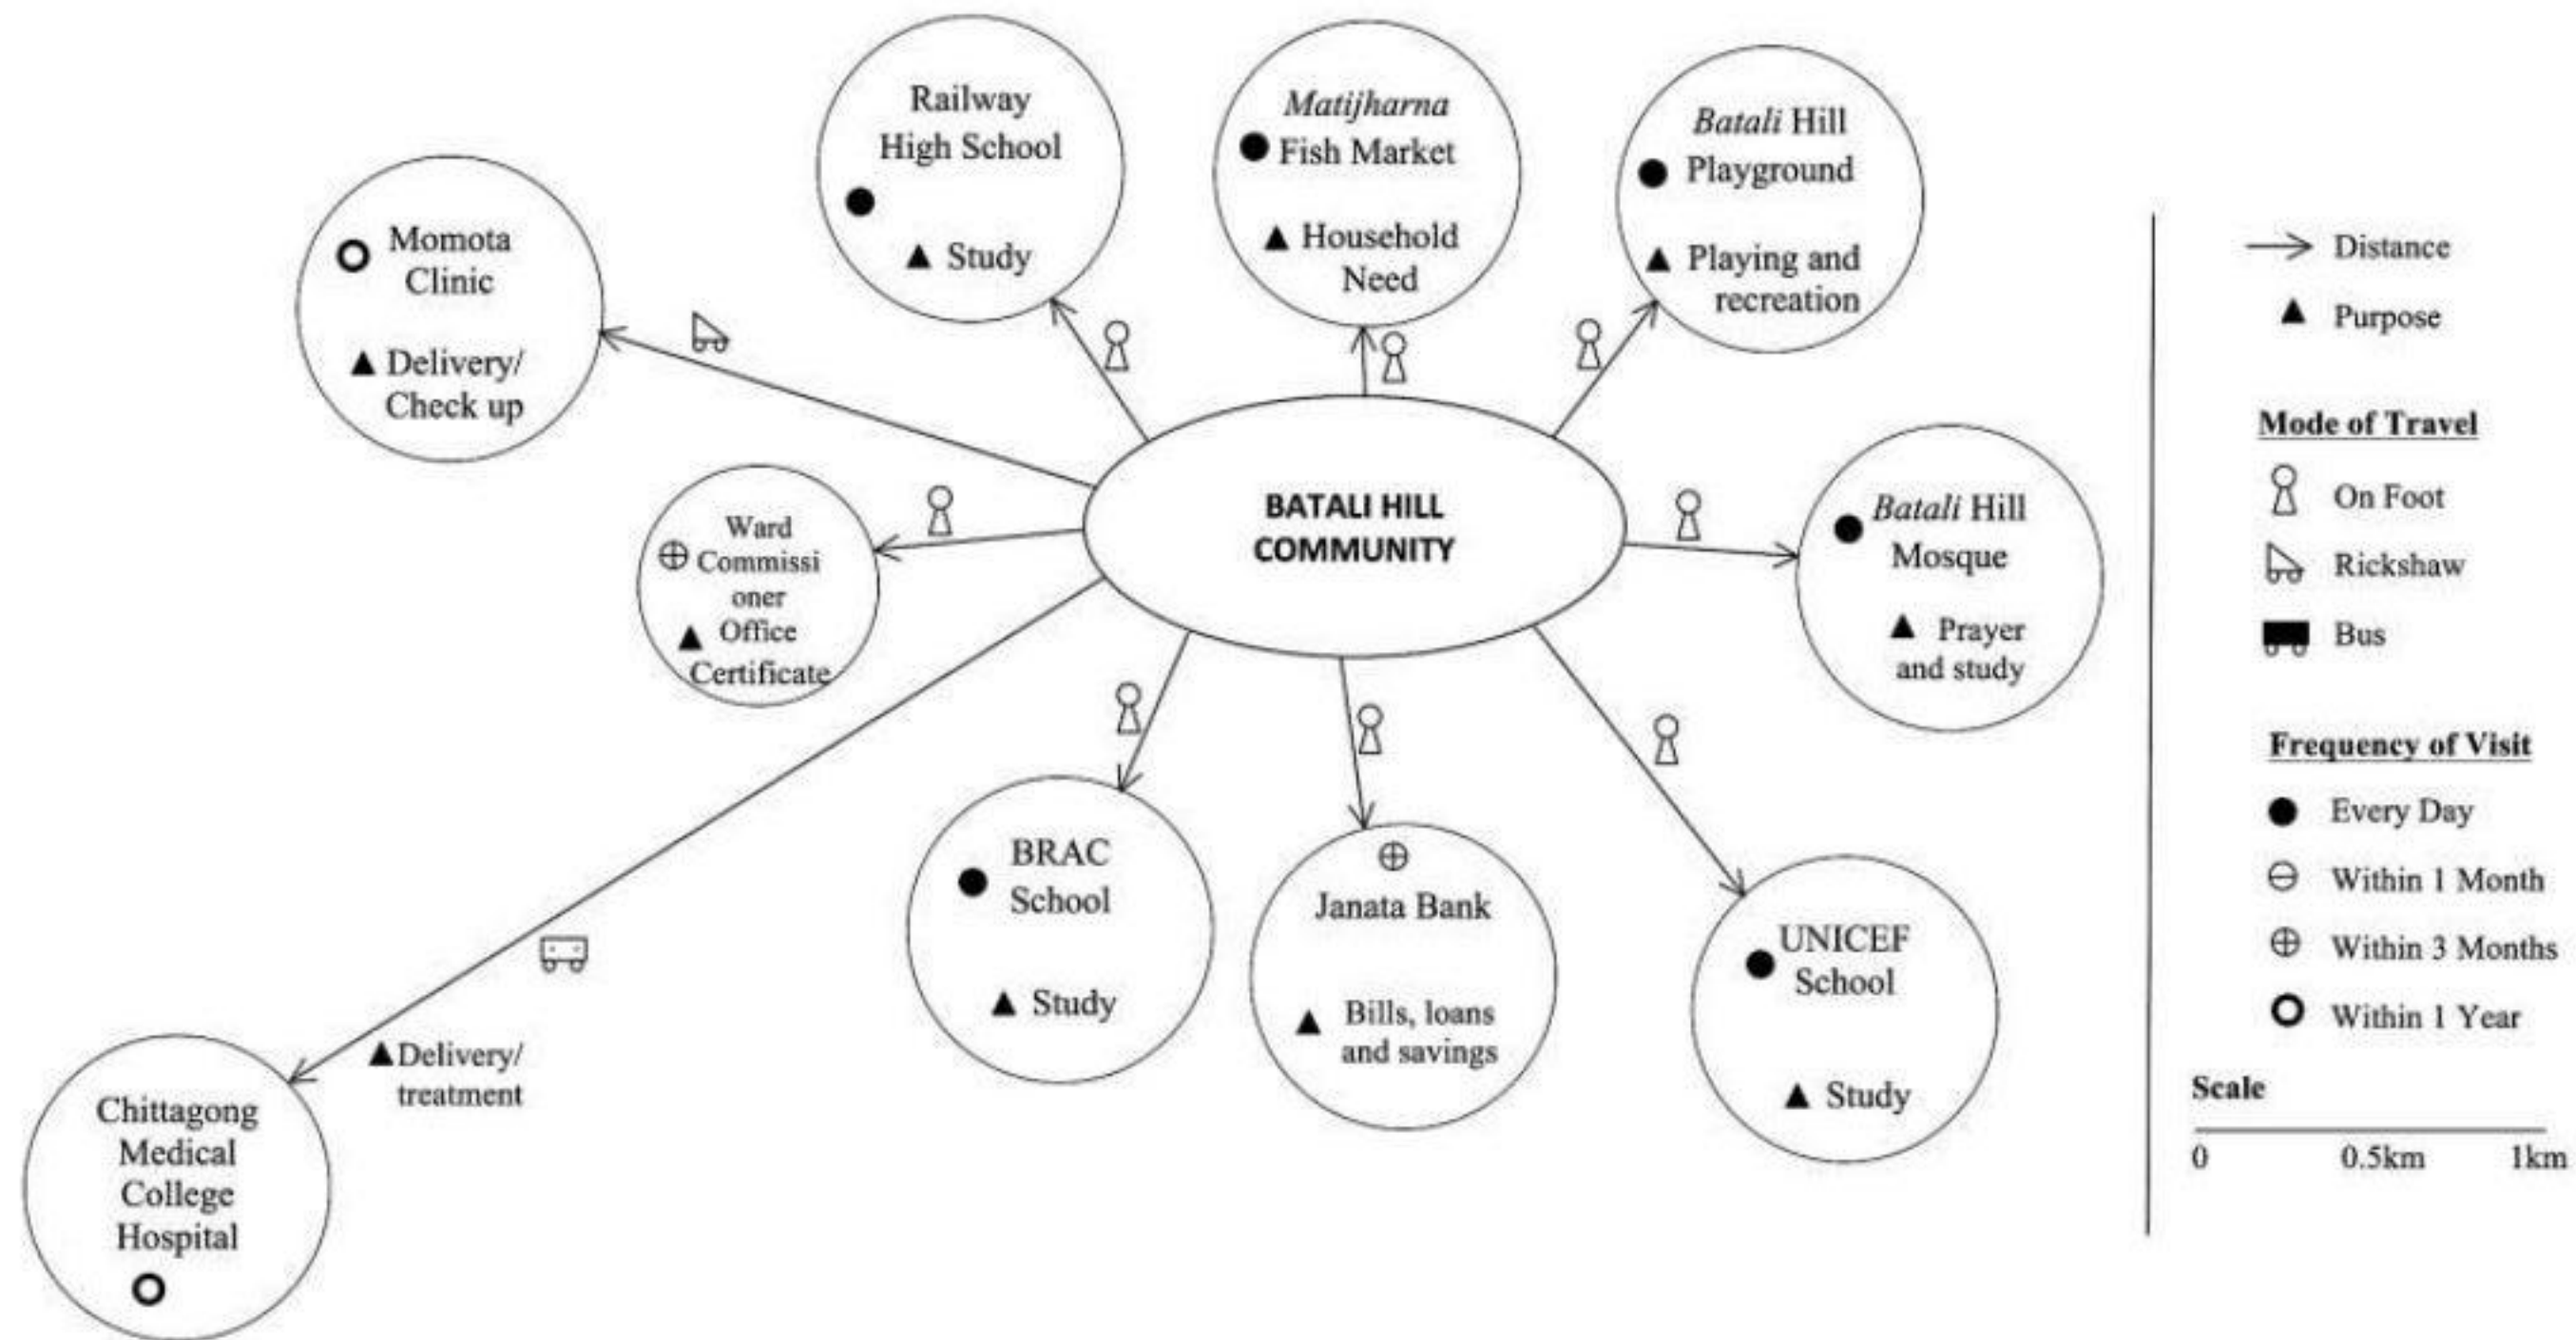 Railway
High School
Study
Matijharna
Fish Market
Household
Need
Batali Hill
Playground
Playing and
recreation
Momota
Clinic
Delivery/
Check up
Ward
Commissi
oner
Office
Certificate
BATALI HILL
COMMUNITY
Batali Hill
Mosque
Prayer
and study
BRAC
School
Study
Janata Bank
Bills, loans
and savings
UNICEF
School
Study
Delivery/
treatment
Chittagong
Medical
College
Hospital
Distance
Purpose
Mode of Travel
On Foot
Rickshaw
Bus
Frequency of Visit
Every Day
Within 1 Month
Within 3 Months
Within 1 Year
Scale
0 0.5km 1km